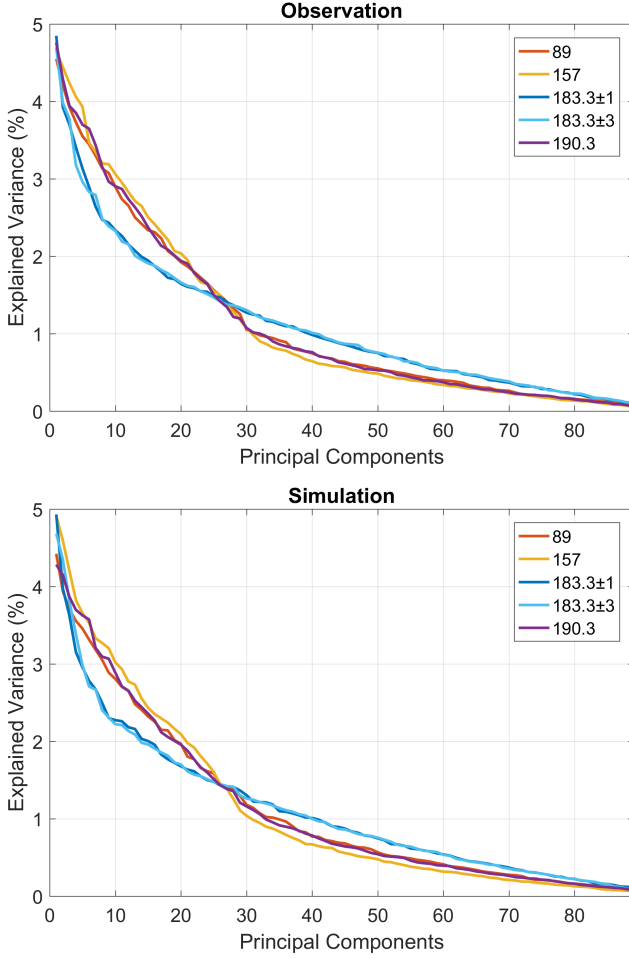 Observation
5
4
3
2
1
0
Explained Variance (%)
89
157
183.3±1
183.3±3
190.3
0 10 20 30 40 50 60 70 80
Principal Components
Simulation
5
4
3
2
1
0
Explained Variance (%)
89
157
183.3±1
183.3±3
190.3
0 10 20 30 40 50 60 70 80
Principal Components